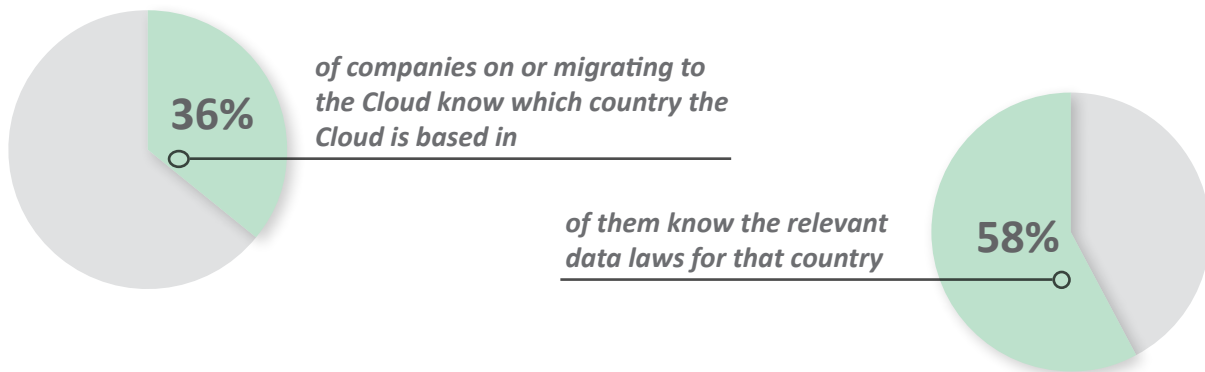 36%
of companies on or migrating to
the Cloud know which country the
Cloud is based in
of them know the relevant
data laws for that country
58%